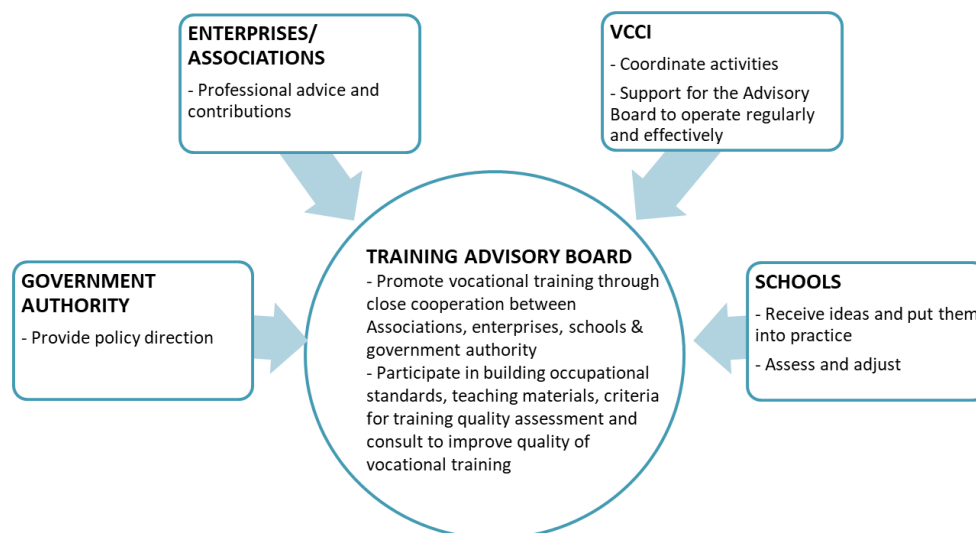 ENTERPRISES/
ASSOCIATIONS
- Professional advice and
contributions
VCCI
- Coordinate activities
- Support for the Advisory
Board to operate regularly
and effectively
GOVERNMENT
AUTHORITY
- Provide policy direction
TRAINING ADVISORY BOARD
- Promote vocational training through
close cooperation between
Associations, enterprises, schools &
government authority
- Participate in building occupational
standards, teaching materials, criteria
for training quality assessment and
consult to improve quality of
vocational training
SCHOOLS
- Receive ideas and put them
into practice
- Assess and adjust